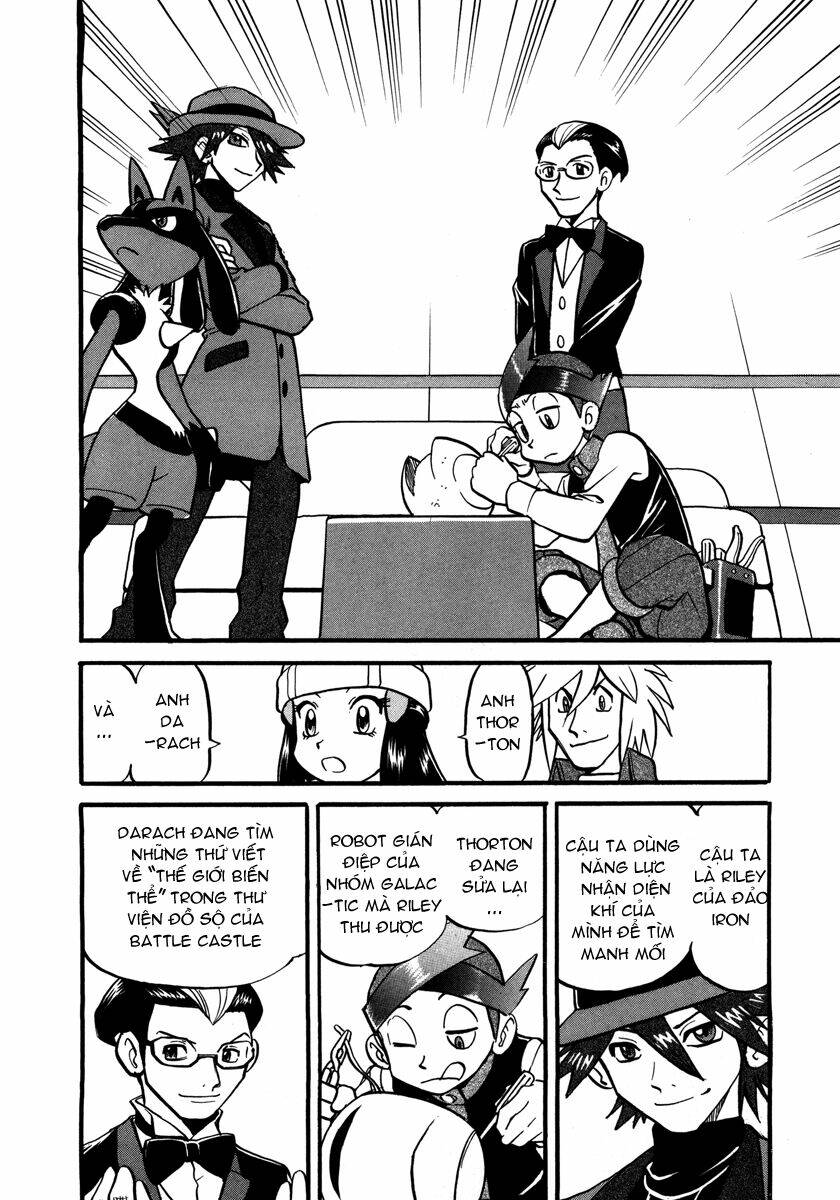 ANH
THOR
-TON
ANH
DA
-RACH
VÀ
...
CẬU TA
LÀ RILEY
CỦA ĐẢO
IRON
CẬU TA DÙNG
NĂNG LỰC
NHẬN DIỆN
KHÍ CỦA
MÌNH ĐỂ TÌM
MANH MỐI
THORTON
ĐANG
SỬA LẠI
...
ROBOT GIÁN
ĐIỆP CỦA
NHÓM GALAC
-TIC MÀ RILEY
THU ĐƯỢC
DARACH ĐANG TÌM
NHỮNG THỨ VIẾT
VỀ “THẾ GIỚI BIẾN
THỂ” TRONG THƯ
VIỆN ĐỒ SỘ CỦA
BATTLE CASTLE